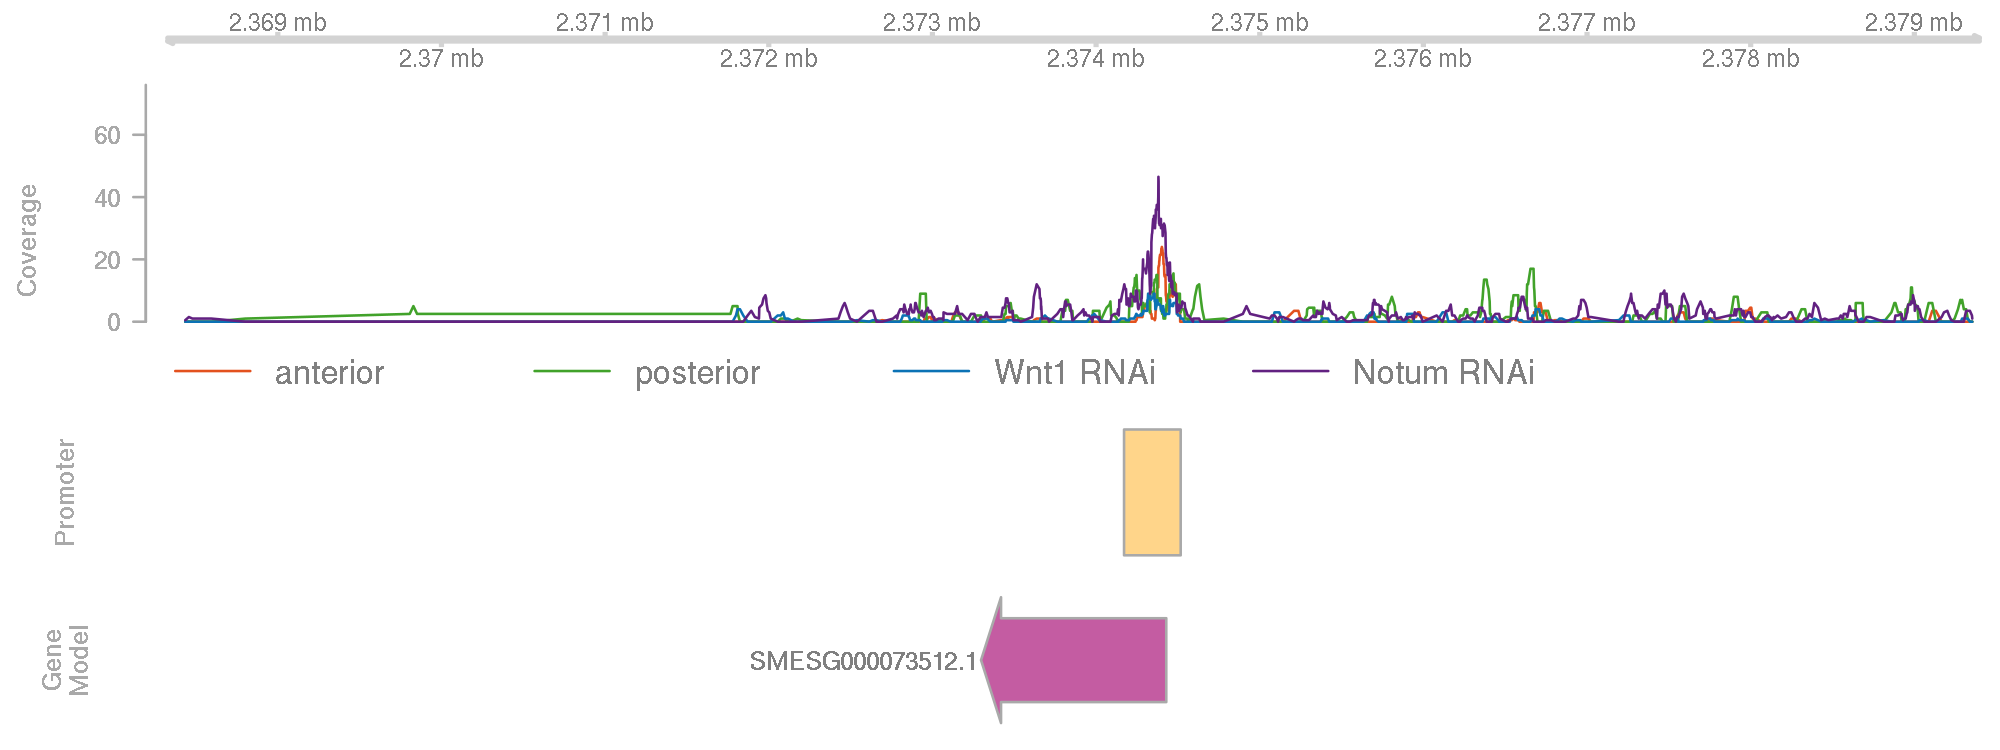 2.369 mb 2.371 mb 2.373 mb 2.375 mb 2.377 mb 2.379 mb
2.37 mb 2.372 mb 2.374 mb 2.376 mb 2.378 mb
Coverage
60
40
20
0
anterior posterior Wnt1 RNAi Notum RNAi
Promoter
Gene
Model
SMESG000073512.1